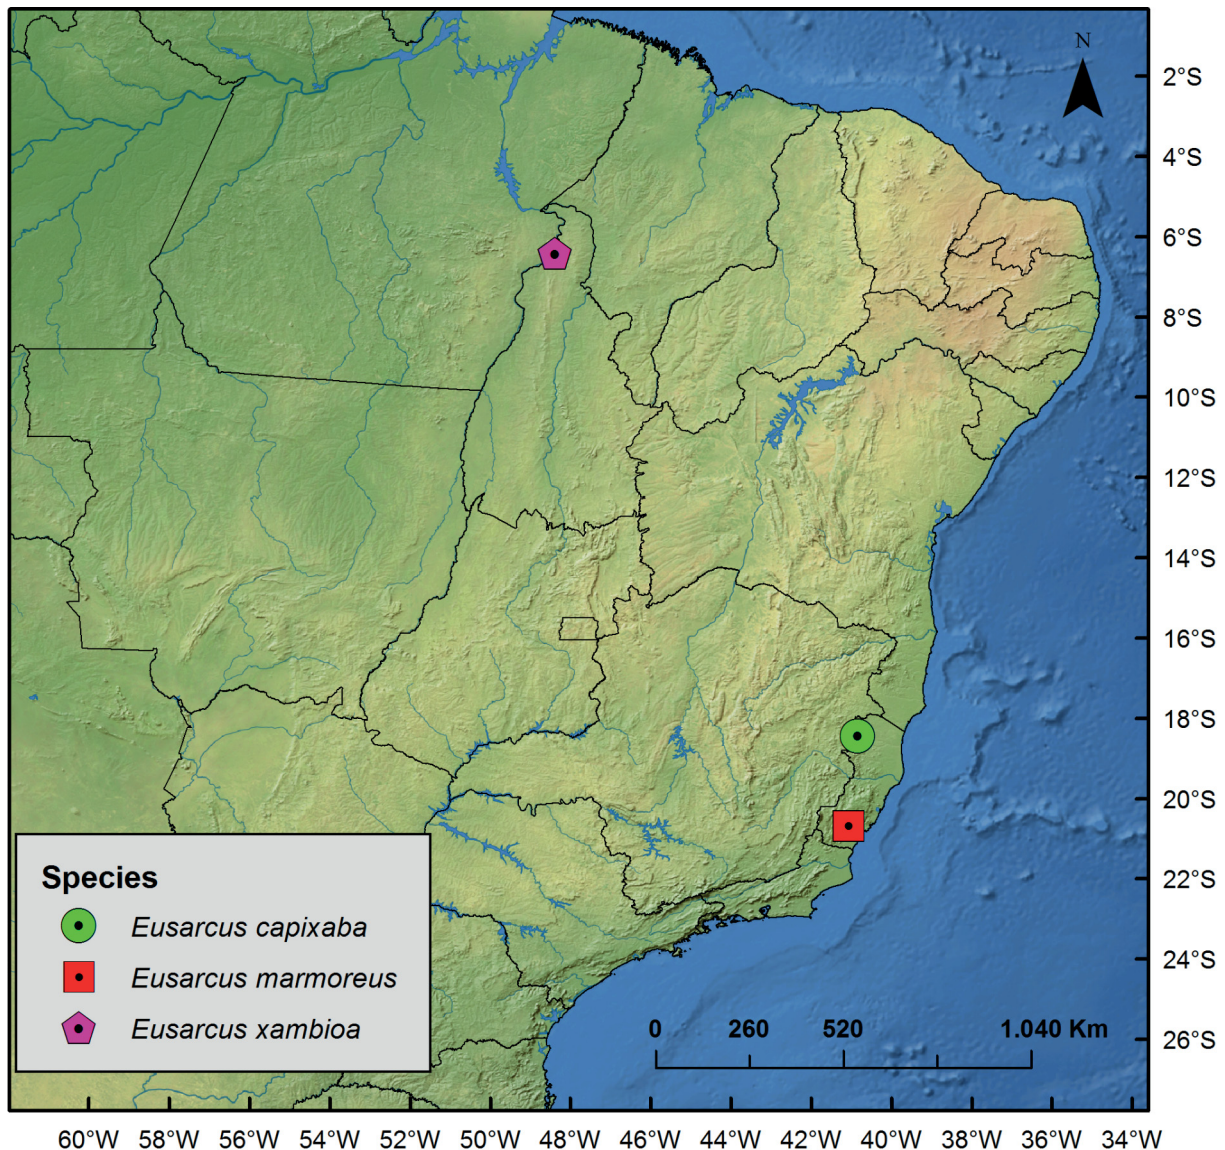 N
2°S
4°S
6°S
8°S
10°S
12°S
14°S
16°S
18°S
20°S
22°S
24°S
26°S
Species
Eusarcus capixaba
Eusarcus marmoreus
Eusarcus xambioa
0 260 520 1.040 Km
60°W 58°W 56°W 54°W 52°W 50°W 48°W 46°W 44°W 42°W 40°W 38°W 36°W 34°W